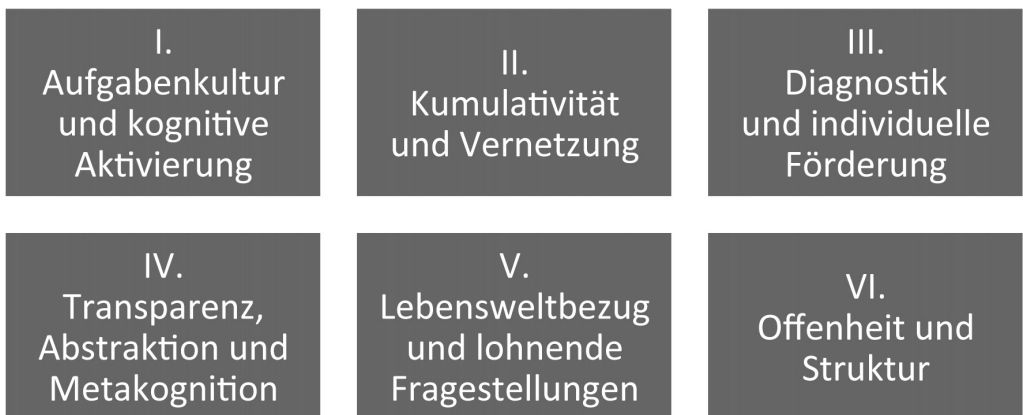 I.
Aufgabenkultur
und kognitive
Aktivierung
II.
Kumulativität
und Vernetzung
III.
Diagnostik
und individuelle
Förderung
IV.
Transparenz,
Abstraktion und
Metakognition
V.
Lebensweltbezug
und lohnende
Fragestellungen
VI.
Offenheit und
Struktur